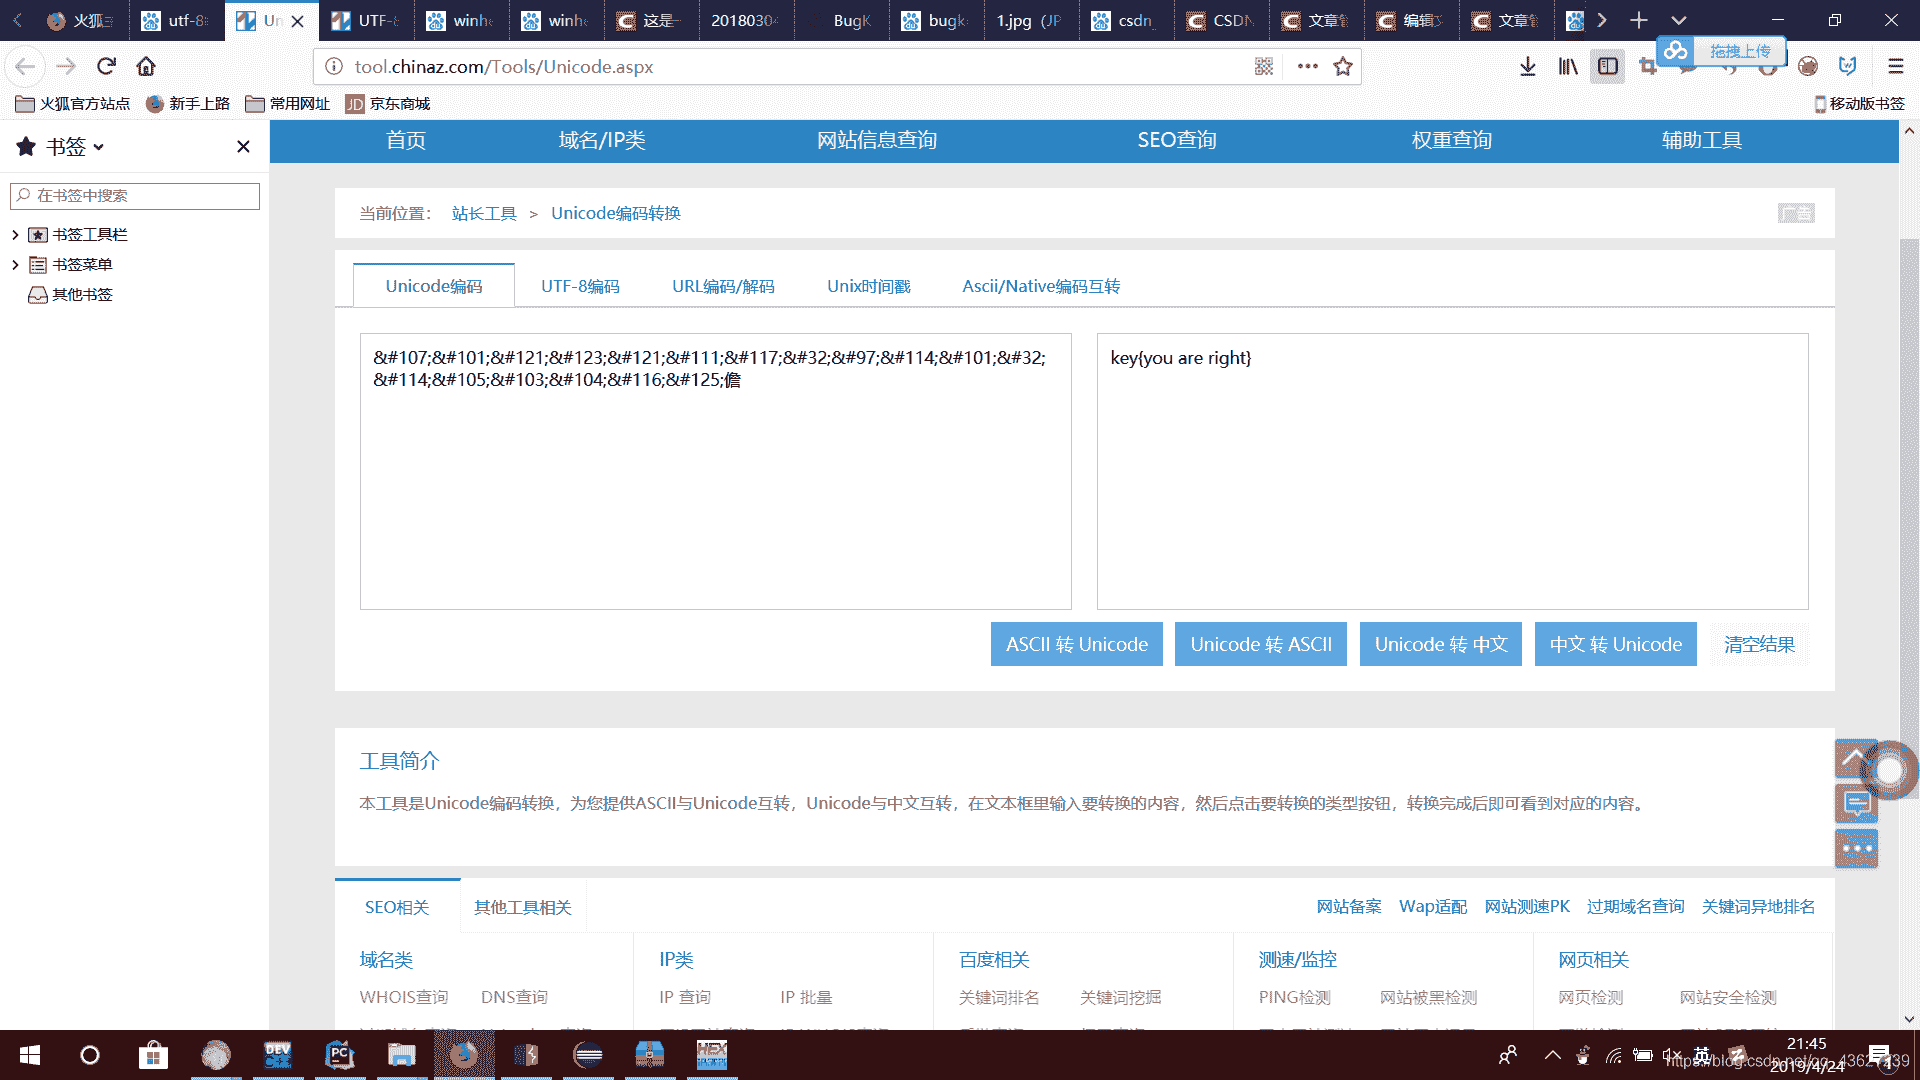 火狐
utf-8
Un
UTF-8
winhe
winhe
这是一
20180304
BugK
bugk
1.jpg（JP
csdn_
CSDN
文章管
编辑文
文章管
tool.chinaz.com/Tools/Unicode.aspx
拖拽上传
火狐官方站点
新手上路
常用网址
JD 京东商城
移动版书签
书签
在书签中搜索
书签工具栏
书签菜单
其他书签
首页
域名/IP类
网站信息查询
SEO查询
权重查询
辅助工具
当前位置： 站长工具 > Unicode编码转换
广告
Unicode编码
UTF-8编码
URL编码/解码
Unix时间戳
Ascii/Native编码互转
&#107;&#101;&#121;&#123;&#121;&#111;&#117;&#32;&#97;&#114;&#101;&#32;
&#114;&#105;&#103;&#104;&#116;&#125;儋
key{you are right}
ASCII 转 Unicode
Unicode 转 ASCII
Unicode 转 中文
中文 转 Unicode
清空结果
工具简介
本工具是Unicode编码转换，为您提供ASCII与Unicode互转，Unicode与中文互转，在文本框里输入要转换的内容，然后点击要转换的类型按钮，转换完成后即可看到对应的内容。
SEO相关
其他工具相关
网站备案 Wap适配 网站测速PK 过期域名查询 关键词异地排名
域名类
IP类
百度相关
测速/监控
网页相关
WHOIS查询 DNS查询
IP 查询 IP 批量
关键词排名 关键词挖掘
PING检测 网站被黑检测
网页检测 网站安全检测
DEV
PC
HEX
英
21:45
2019/4/24
https://blog.csdn.net/qq_43627239